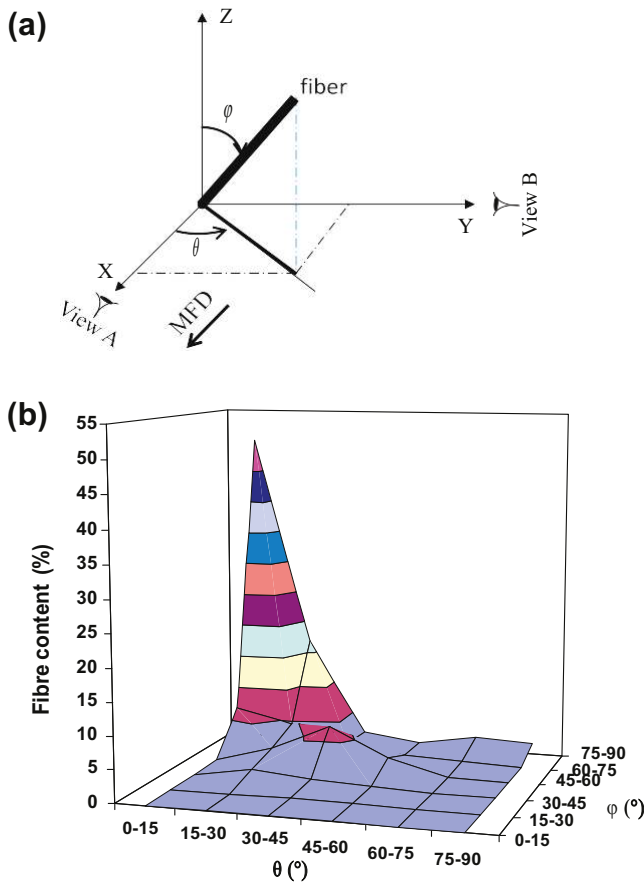 (a)
Z
fiber
φ
Y
View B
θ
X
View A
MFD
(b)
55
50
45
40
35
30
25
20
15
10
5
0
Fibre content (%)
0-15
15-30
30-45
45-60
60-75
75-90
θ (°)
75-90
60-75
45-60
30-45
15-30
0-15
φ (°)